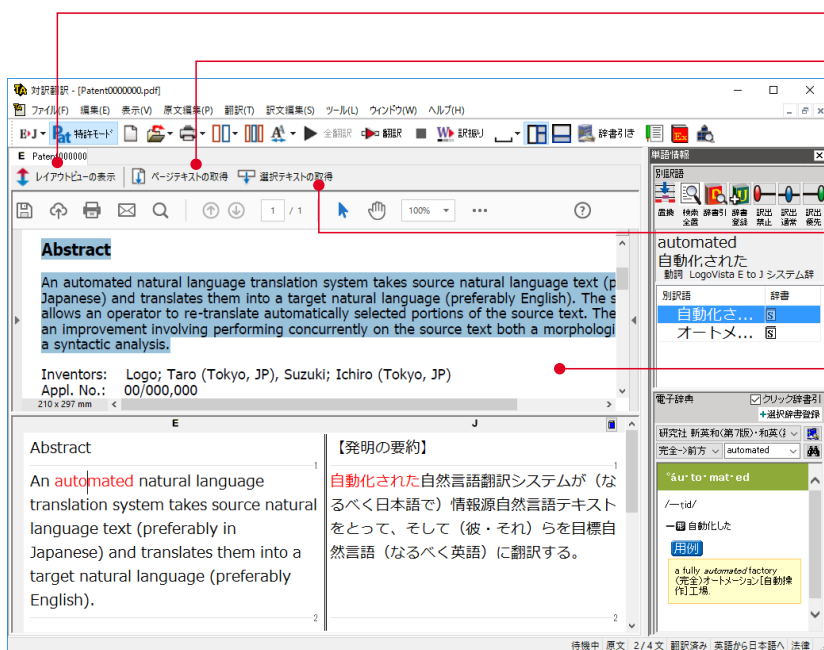 対訳翻訳 - [Patent0000000.pdf]
ファイル(F) 編集(E) 表示(V) 原文編集(P) 翻訳(T) 訳文編集(S) ツール(L) ウィンドウ(W) ヘルプ(H)
E›J Pat 特許モード 全翻訳 翻訳 訳振り 辞書引き
E Patent000000
レイアウトビューの表示 ページテキストの取得 選択テキストの取得
1 / 1 100%
Abstract
An automated natural language translation system takes source natural language text (p
Japanese) and translates them into a target natural language (preferably English). The s
allows an operator to re-translate automatically selected portions of the source text. The
an improvement involving performing concurrently on the source text both a morphologi
a syntactic analysis.
Inventors: Logo; Taro (Tokyo, JP), Suzuki; Ichiro (Tokyo, JP)
Appl. No.: 00/000,000
210 x 297 mm
E J
Abstract
1
An automated natural language
translation system takes source natural
language text (preferably in
Japanese) and translates them into a
target natural language (preferably
English).
2
【発明の要約】
1
自動化された自然言語翻訳システムが（な
るべく日本語で）情報源自然言語テキスト
をとって、そして（彼・それ）らを目標自
然言語（なるべく英語）に翻訳する。
2
単語情報
別訳語
置換 検索全置 辞書引 辞書登録 訳出禁止 訳出通常 訳出優先
automated
自動化された
動詞 LogoVista E to J システム辞
別訳語 辞書
自動化さ... S
オートメ... S
電子辞典 クリック辞書引
+選択辞書登録
研究社 新英和(第7版)・和英(
完全->前方 automated
°áu·to·mat·ed
/—ṭɪd/
—形 自動化した
用例
a fully automated factory
(完全)オートメーション[自動操
作]工場.
待機中 原文 2/4文 翻訳済み 英語から日本語へ 法律